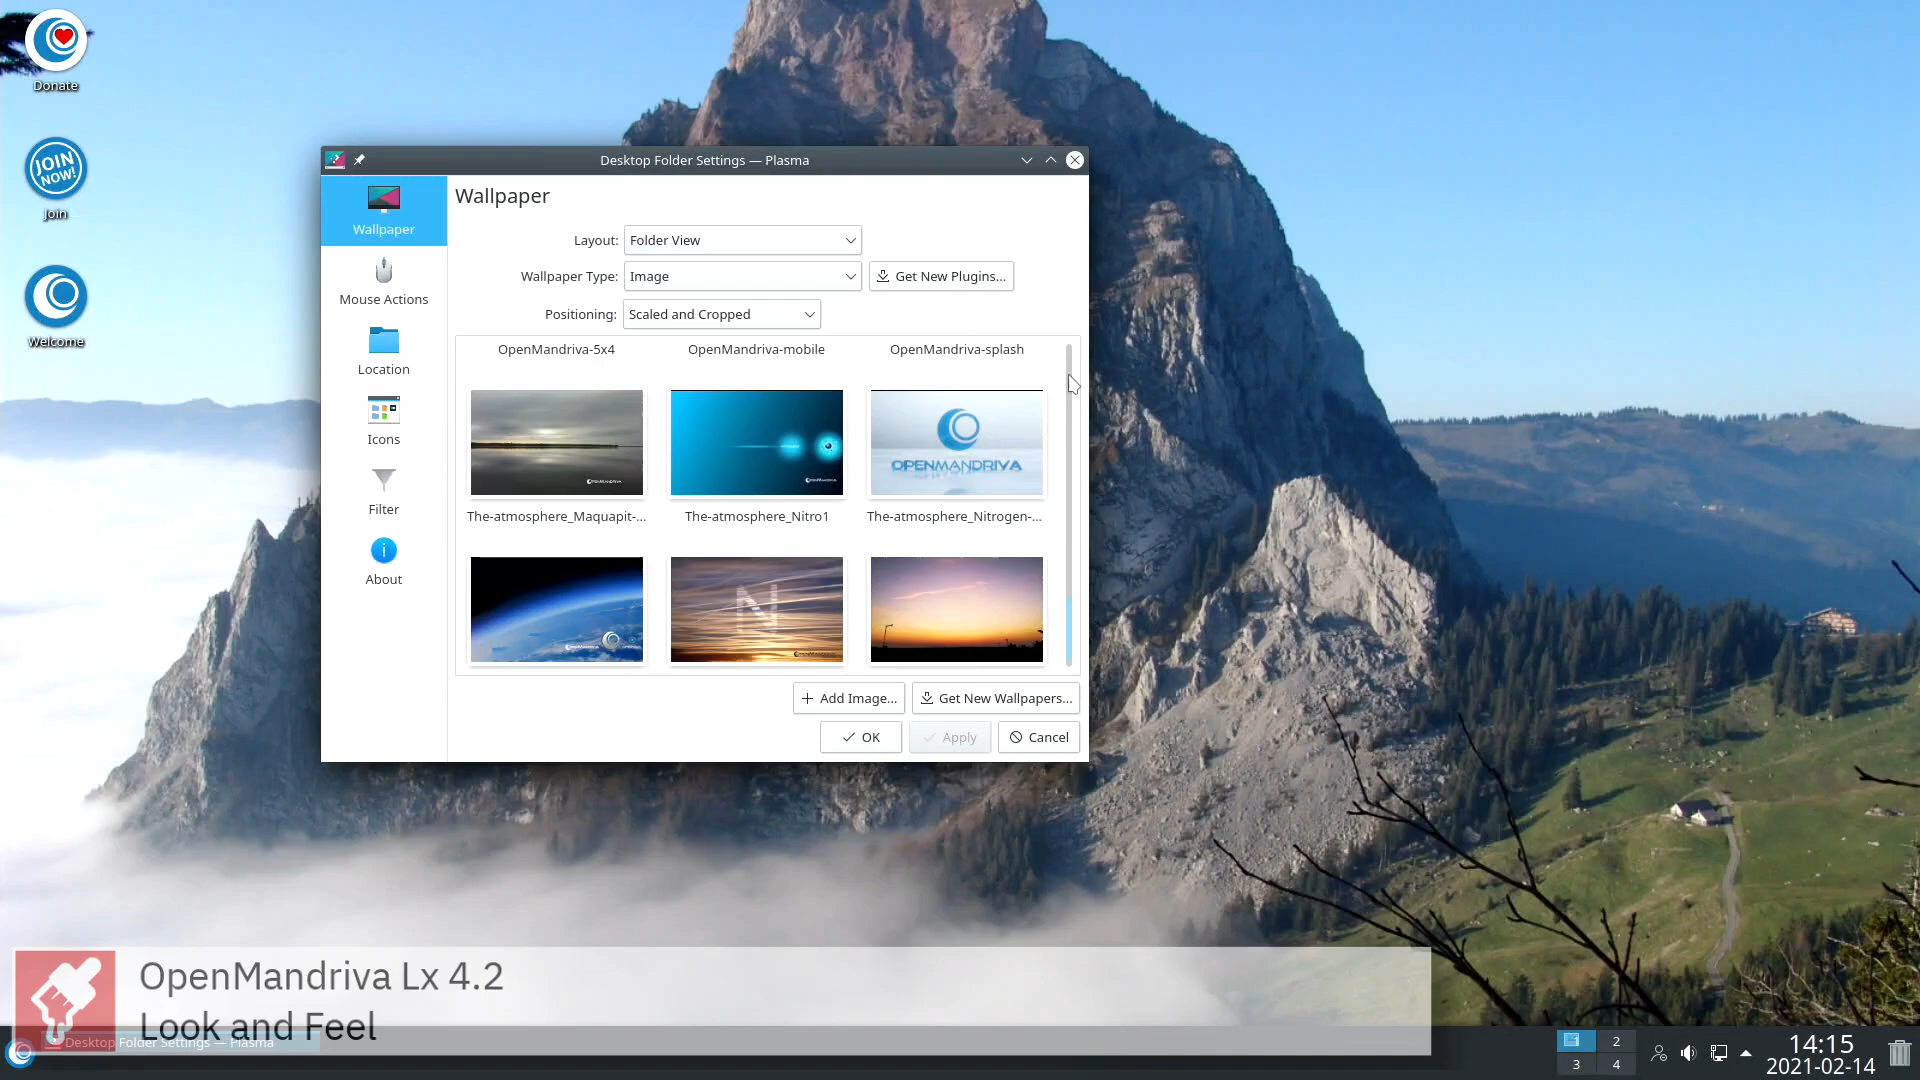 Donate
JOIN
NOW!
Join
Welcome
Desktop Folder Settings — Plasma
Wallpaper
Mouse Actions
Location
Icons
Filter
About
Wallpaper
Layout: Folder View
Wallpaper Type: Image Get New Plugins...
Positioning: Scaled and Cropped
OpenMandriva-5x4 OpenMandriva-mobile OpenMandriva-splash
OPENMANDRIVA
The-atmosphere_Maquapit-... The-atmosphere_Nitro1 The-atmosphere_Nitrogen-...
N
Add Image... Get New Wallpapers...
OK Apply Cancel
OpenMandriva Lx 4.2
Look and Feel
Desktop Folder Settings — Plasma
1 2
3 4
14:15
2021-02-14